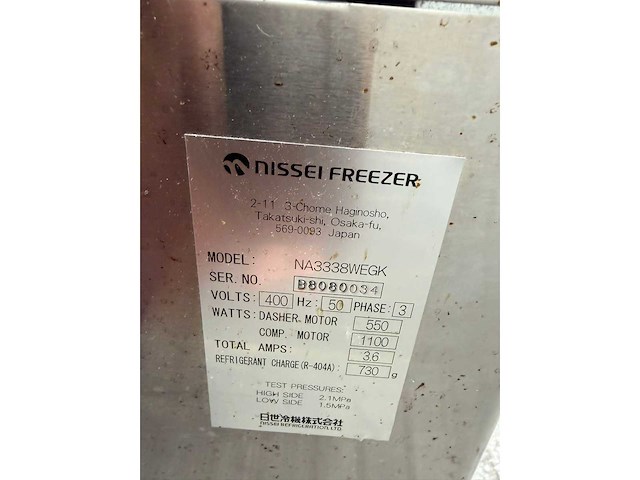 NISSEI FREEZER
2-11 3-Chome Haginosho,
Takatsuki-shi, Osaka-fu,
569-0093 Japan
MODEL: NA3338WEGK
SER. NO. B8080034
VOLTS: 400 Hz: 50 PHASE: 3
WATTS: DASHER MOTOR 550
COMP. MOTOR 1100
TOTAL AMPS: 3.6
REFRIGERANT CHARGE(R-404A): 730 g
TEST PRESSURES:
HIGH SIDE 2.1MPa
LOW SIDE 1.5MPa
日世冷機株式会社
NISSEI REFRIGERATION LTD